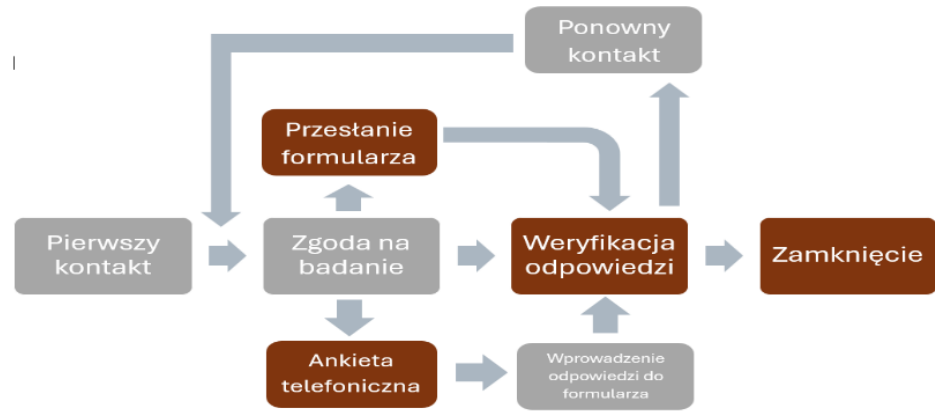 Ponowny
kontakt
Przesłanie
formularza
Pierwszy
kontakt
Zgoda na
badanie
Weryfikacja
odpowiedzi
Zamknięcie
Ankieta
telefoniczna
Wprowadzenie
odpowiedzi do
formularza